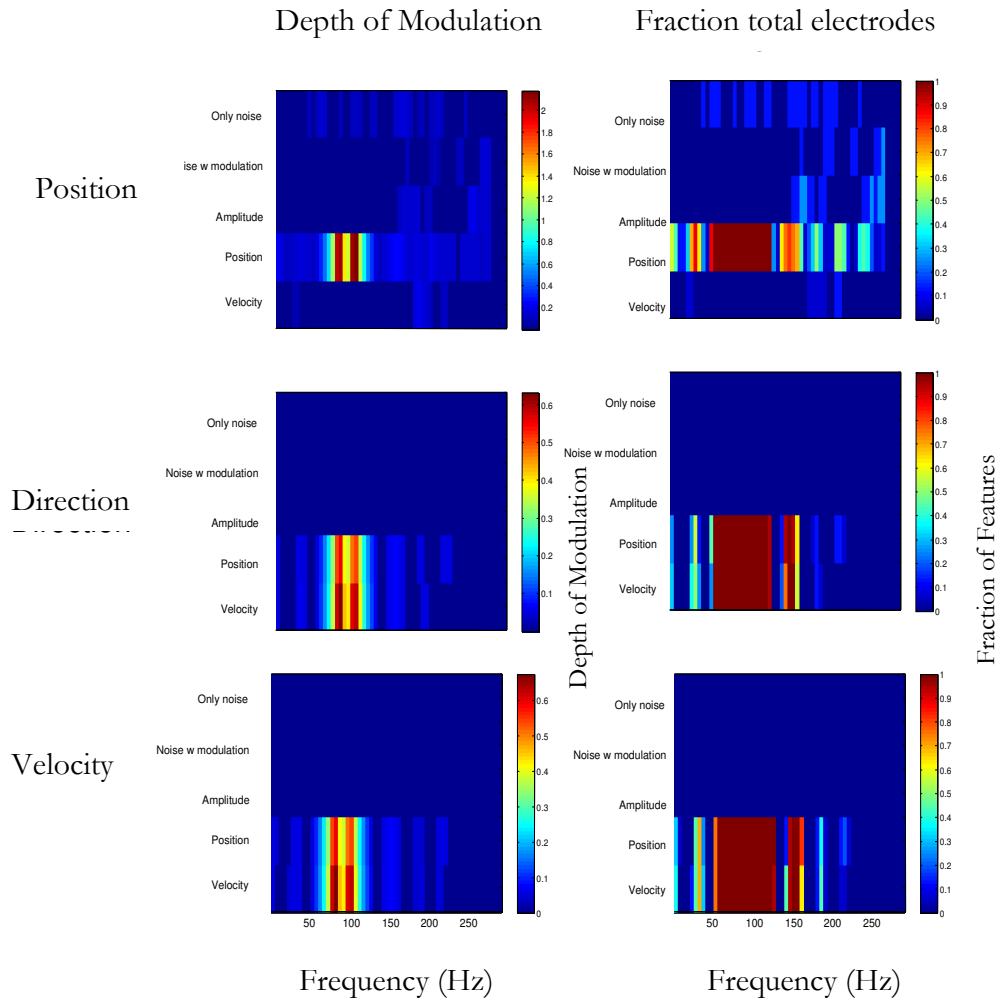 Depth of Modulation
Fraction total electrodes
Position
Only noise
ise w modulation
Amplitude
Position
Velocity
2
1.8
1.6
1.4
1.2
1
0.8
0.6
0.4
0.2
Only noise
Noise w modulation
Amplitude
Position
Velocity
1
0.9
0.8
0.7
0.6
0.5
0.4
0.3
0.2
0.1
0
Direction
Only noise
Noise w modulation
Amplitude
Position
Velocity
0.6
0.5
0.4
0.3
0.2
0.1
Depth of Modulation
Only noise
Noise w modulation
Amplitude
Position
Velocity
1
0.9
0.8
0.7
0.6
0.5
0.4
0.3
0.2
0.1
0
Fraction of Features
Velocity
Only noise
Noise w modulation
Amplitude
Position
Velocity
0.6
0.5
0.4
0.3
0.2
0.1
0
50 100 150 200 250
Only noise
Noise w modulation
Amplitude
Position
Velocity
1
0.9
0.8
0.7
0.6
0.5
0.4
0.3
0.2
0.1
0
50 100 150 200 250
Frequency (Hz)
Frequency (Hz)